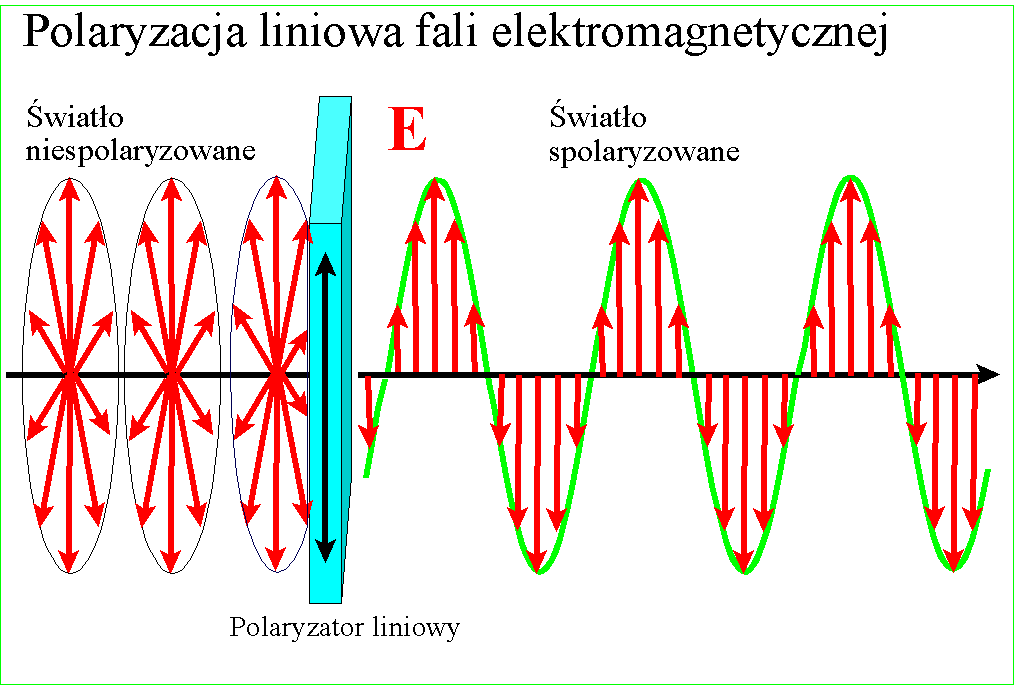 Polaryzacja liniowa fali elektromagnetycznej
Światło
niespolaryzowane
E
Światło
spolaryzowane
Polaryzator liniowy